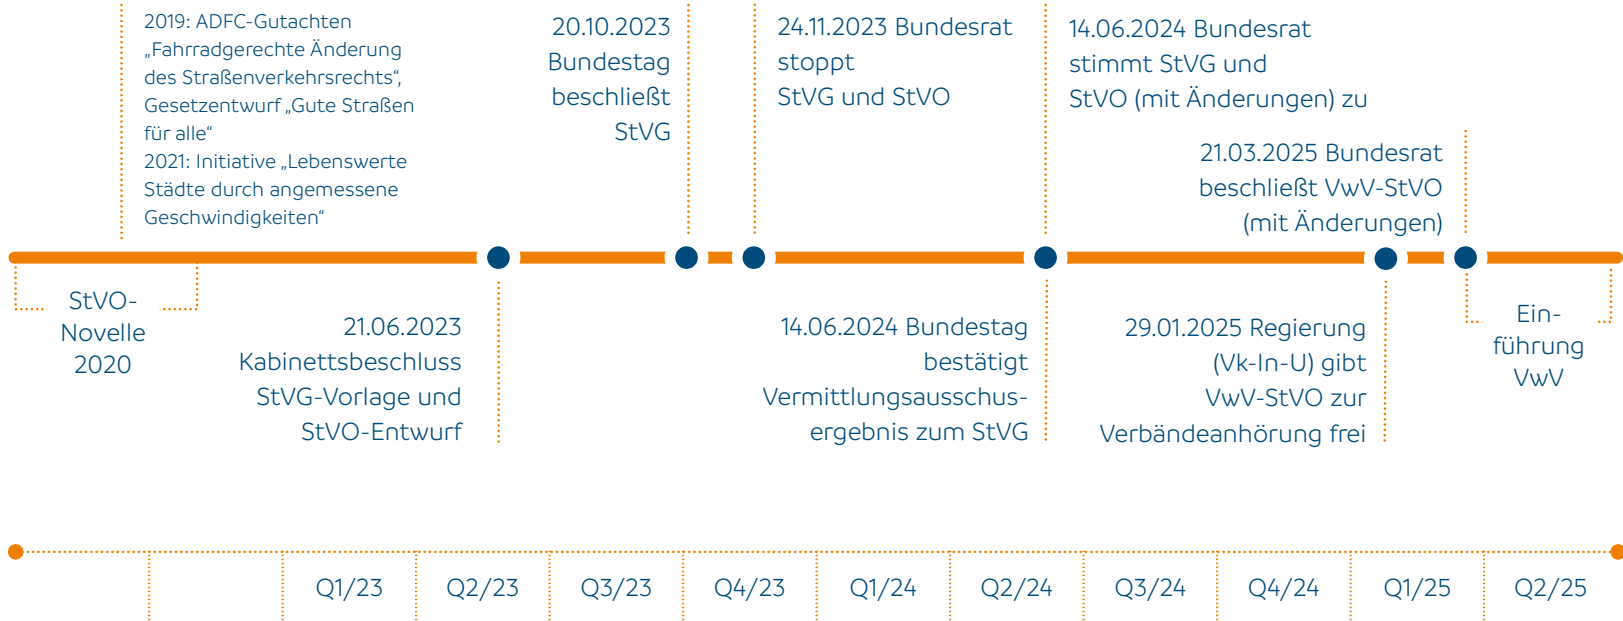 2019: ADFC-Gutachten
„Fahrradgerechte Änderung
des Straßenverkehrsrechts“,
Gesetzentwurf „Gute Straßen
für alle“
2021: Initiative „Lebenswerte
Städte durch angemessene
Geschwindigkeiten“
20.10.2023
Bundestag
beschließt
StVG
24.11.2023 Bundesrat
stoppt
StVG und StVO
14.06.2024 Bundesrat
stimmt StVG und
StVO (mit Änderungen) zu
21.03.2025 Bundesrat
beschließt VwV-StVO
(mit Änderungen)
StVO-
Novelle
2020
21.06.2023
Kabinettsbeschluss
StVG-Vorlage und
StVO-Entwurf
14.06.2024 Bundestag
bestätigt
Vermittlungsausschus-
ergebnis zum StVG
29.01.2025 Regierung
(Vk-In-U) gibt
VwV-StVO zur
Verbändeanhörung frei
Ein-
führung
VwV
Q1/23
Q2/23
Q3/23
Q4/23
Q1/24
Q2/24
Q3/24
Q4/24
Q1/25
Q2/25